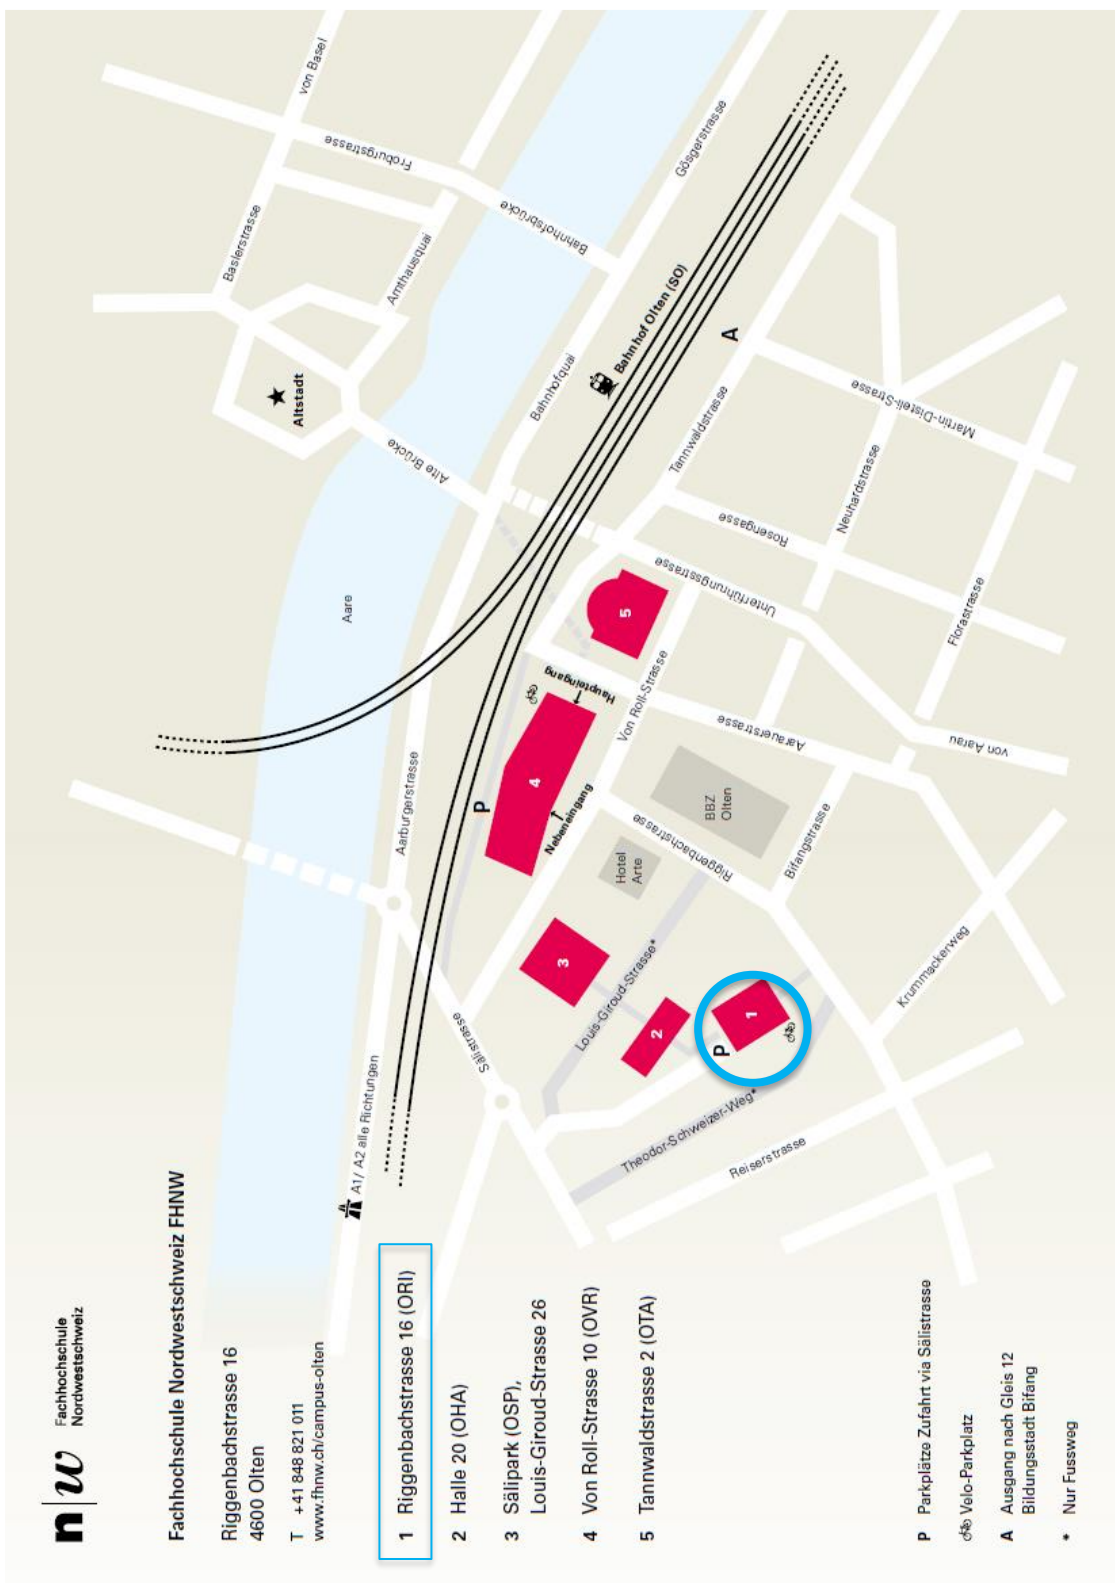 n w Fachhochschule
Nordwestschweiz
Fachhochschule Nordwestschweiz FHNW
Riggenbachstrasse 16
4600 Olten
T +41 848 821 011
www.fhnw.ch/campus-olten
1 Riggenbachstrasse 16 (ORI)
2 Halle 20 (OHA)
3 Sälipark (OSP),
Louis-Giroud-Strasse 26
4 Von Roll-Strasse 10 (OVR)
5 Tannwaldstrasse 2 (OTA)
P Parkplätze Zufahrt via Sälistrasse
Velo-Parkplatz
A Ausgang nach Gleis 12
Bildungsstadt Bifang
* Nur Fussweg
von Basel
Froburgstrasse
Baslerstrasse
Amthausquai
Bahnhofsbrücke
Gösgerstrasse
Altstadt
Alte Brücke
Bahnhofquai
Bahnhof Olten (SO)
A
Aare
Tannwaldstrasse
Martin-Disteli-Strasse
Neuhardstrasse
Rosengasse
Unterführungsstrasse
Florastrasse
5
Haupteingang
Von Roll-Strasse
Aarauerstrasse
von Aarau
Aarburgerstrasse
P
4
Nebeneingang
BBZ
Olten
Hotel
Arte
Riggenbachstrasse
Bifangstrasse
3
Louis-Giroud-Strasse*
2
1
P
Krummackerweg
Sälistrasse
A1/ A2 alle Richtungen
Theodor-Schweizer-Weg*
Reiserstrasse